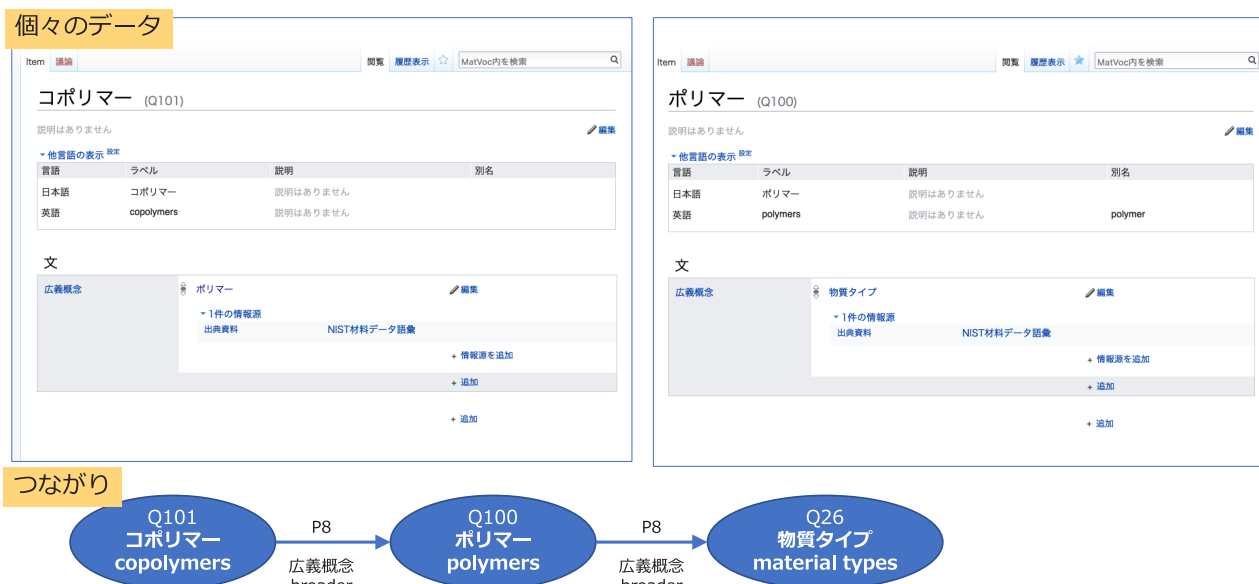 個々のデータ
Item 議論 閲覧 履歴表示 MatVoc内を検索
コポリマー (Q101)
説明はありません 編集
他言語の表示 設定
言語 ラベル 説明 別名
日本語 コポリマー 説明はありません
英語 copolymers 説明はありません
文
広義概念 ポリマー 編集
1件の情報源
出典資料 NIST材料データ語彙
+ 情報源を追加
+ 追加
+ 追加
Item 議論 閲覧 履歴表示 MatVoc内を検索
ポリマー (Q100)
説明はありません 編集
他言語の表示 設定
言語 ラベル 説明 別名
日本語 ポリマー 説明はありません
英語 polymers 説明はありません polymer
文
広義概念 物質タイプ 編集
1件の情報源
出典資料 NIST材料データ語彙
+ 情報源を追加
+ 追加
+ 追加
つながり
Q101
コポリマー
copolymers
P8
広義概念
broader
Q100
ポリマー
polymers
P8
広義概念
broader
Q26
物質タイプ
material types